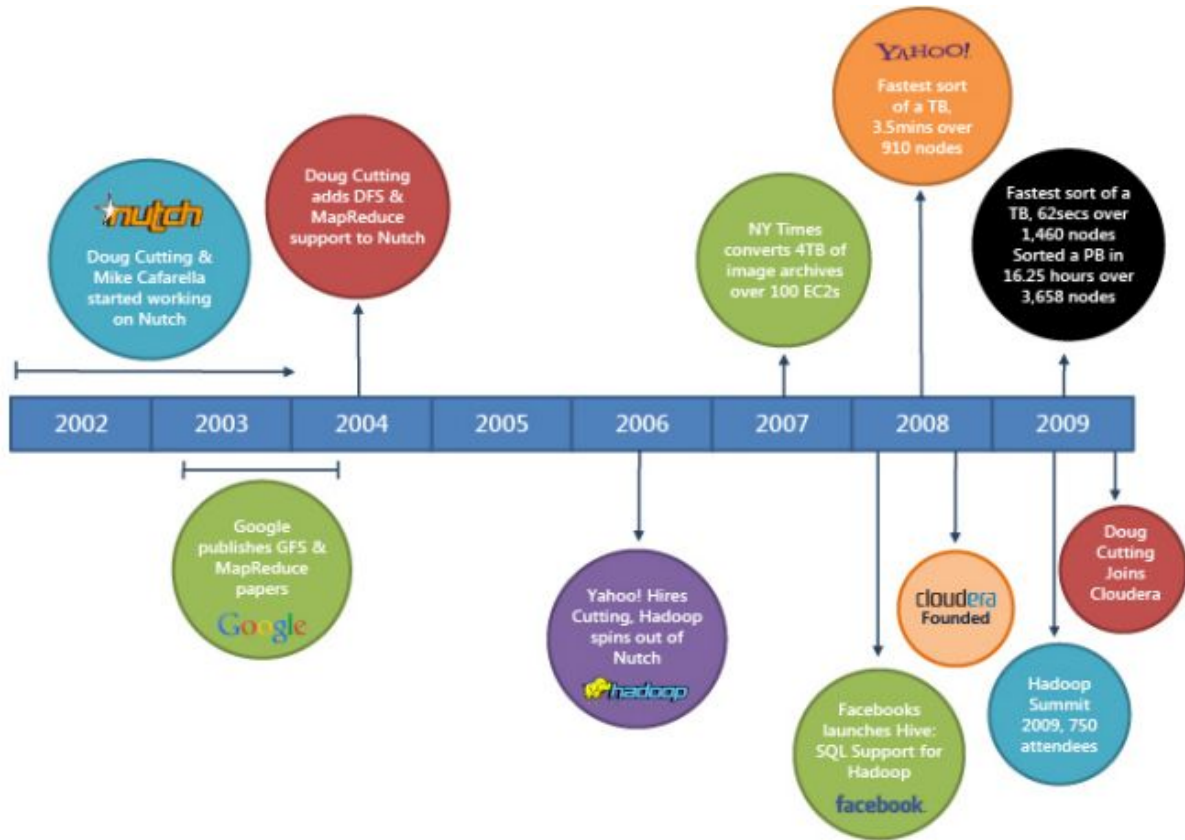 YAHOO!
Fastest sort
of a TB,
3.5mins over
910 nodes
Doug Cutting
adds DFS &
MapReduce
support to Nutch
nutch
Doug Cutting &
Mike Cafarella
started working
on Nutch
NY Times
converts 4TB of
image archives
over 100 EC2s
Fastest sort of a
TB, 62secs over
1,460 nodes
Sorted a PB in
16.25 hours over
3,658 nodes
2002
2003
2004
2005
2006
2007
2008
2009
Google
publishes GFS &
MapReduce
papers
Google
Yahoo! Hires
Cutting, Hadoop
spins out of
Nutch
hadoop
Facebooks
launches Hive:
SQL Support for
Hadoop
facebook
cloudera
Founded
Hadoop
Summit
2009, 750
attendees
Doug
Cutting
Joins
Cloudera